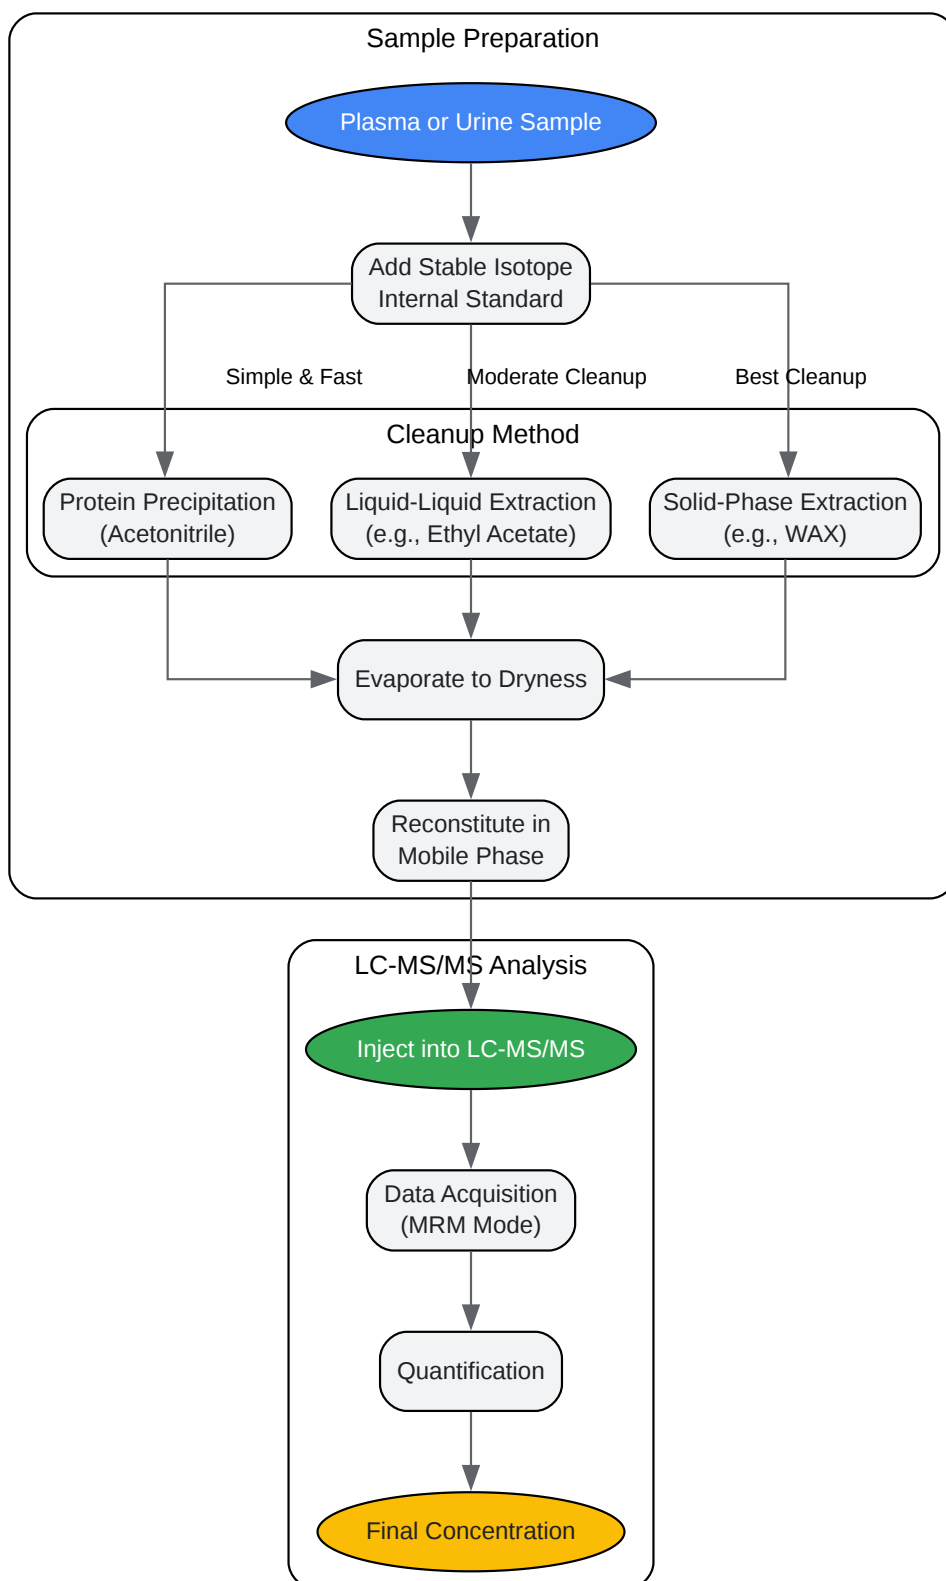 Sample Preparation
Plasma or Urine Sample
Add Stable Isotope
Internal Standard
Simple & Fast
Moderate Cleanup
Best Cleanup
Cleanup Method
Protein Precipitation
(Acetonitrile)
Liquid-Liquid Extraction
(e.g., Ethyl Acetate)
Solid-Phase Extraction
(e.g., WAX)
Evaporate to Dryness
Reconstitute in
Mobile Phase
LC-MS/MS Analysis
Inject into LC-MS/MS
Data Acquisition
(MRM Mode)
Quantification
Final Concentration